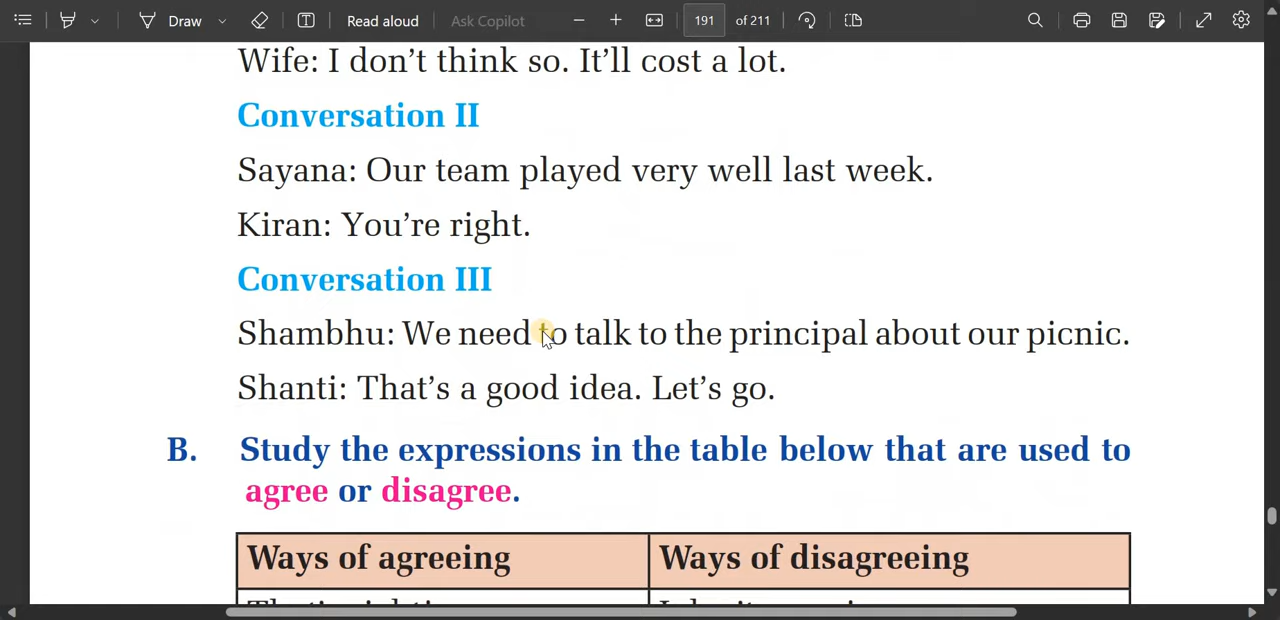 Draw
Read aloud
Ask Copilot
191
of 211
Wife: I don't think so. It'll cost a lot.
Conversation II
Sayana: Our team played very well last week.
Kiran: You're right.
Conversation III
Shambhu: We need to talk to the principal about our picnic.
Shanti: That's a good idea. Let's go.
B. Study the expressions in the table below that are used to
agree or disagree.
Ways of agreeing
Ways of disagreeing